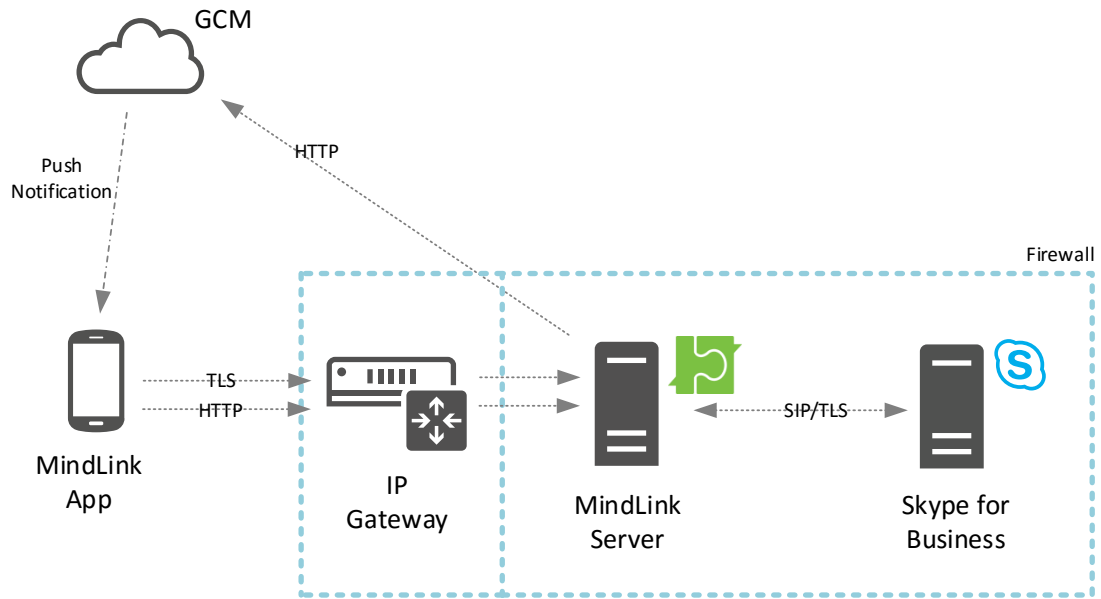 GCM
Push
Notification
HTTP
Firewall
TLS
HTTP
SIP/TLS
S
MindLink
App
IP
Gateway
MindLink
Server
Skype for
Business